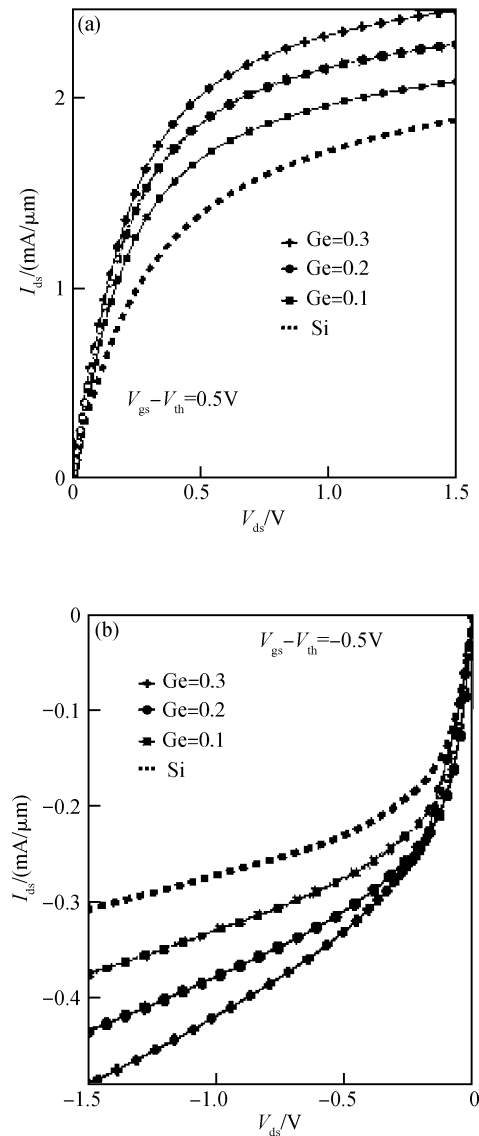 (a)
2
1
0
I_ds/(mA/μm)
Ge=0.3
Ge=0.2
Ge=0.1
Si
V_gs−V_th=0.5V
0 0.5 1.0 1.5
V_ds/V
(b)
V_gs−V_th=−0.5V
0
−0.1
−0.2
−0.3
−0.4
I_ds/(mA/μm)
Ge=0.3
Ge=0.2
Ge=0.1
Si
−1.5 −1.0 −0.5 0
V_ds/V